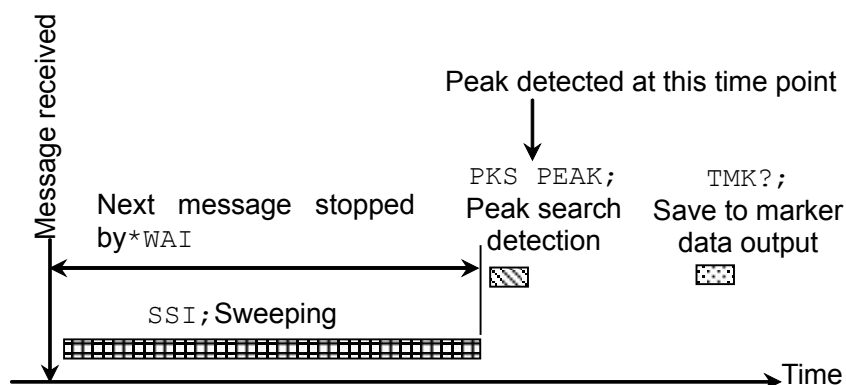 Message received
Peak detected at this time point
PKS PEAK;
Peak search
detection
TMK?;
Save to marker
data output
Next message stopped
by*WAI
SSI;Sweeping
Time